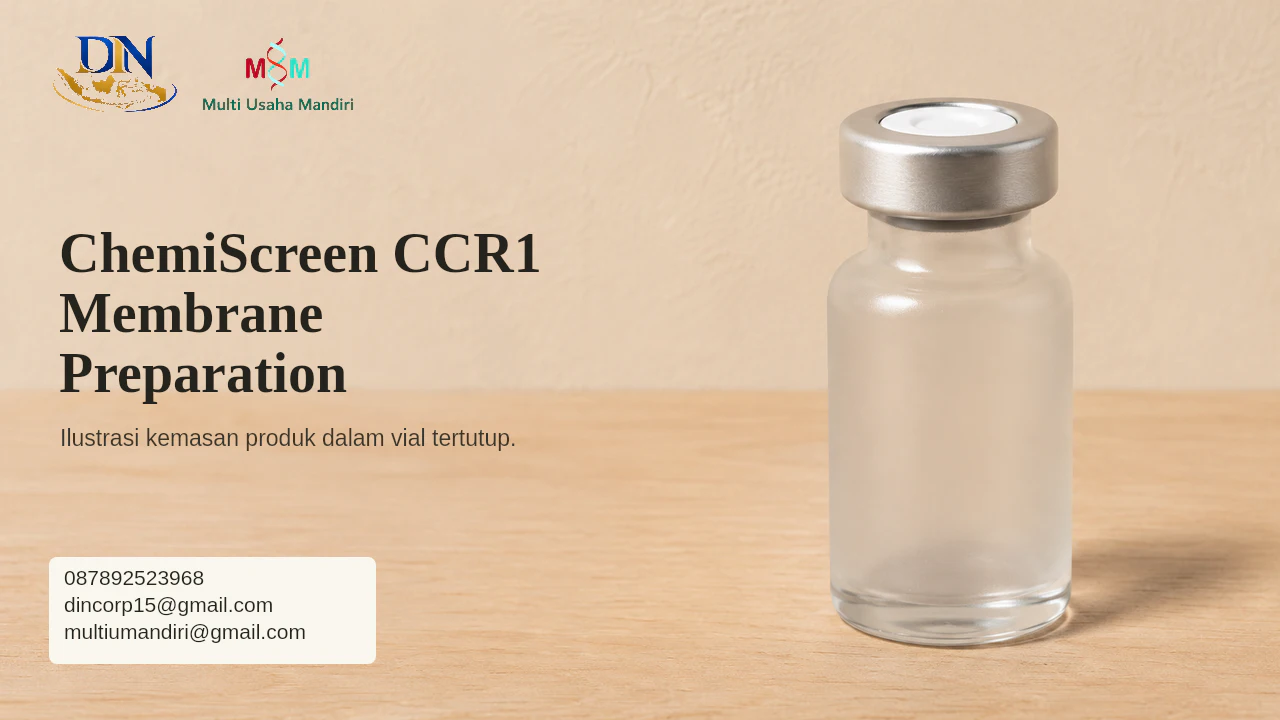 DN
MSM
Multi Usaha Mandiri
ChemiScreen CCR1
Membrane
Preparation
Ilustrasi kemasan produk dalam vial tertutup.
087892523968
dincorp15@gmail.com
multiumandiri@gmail.com